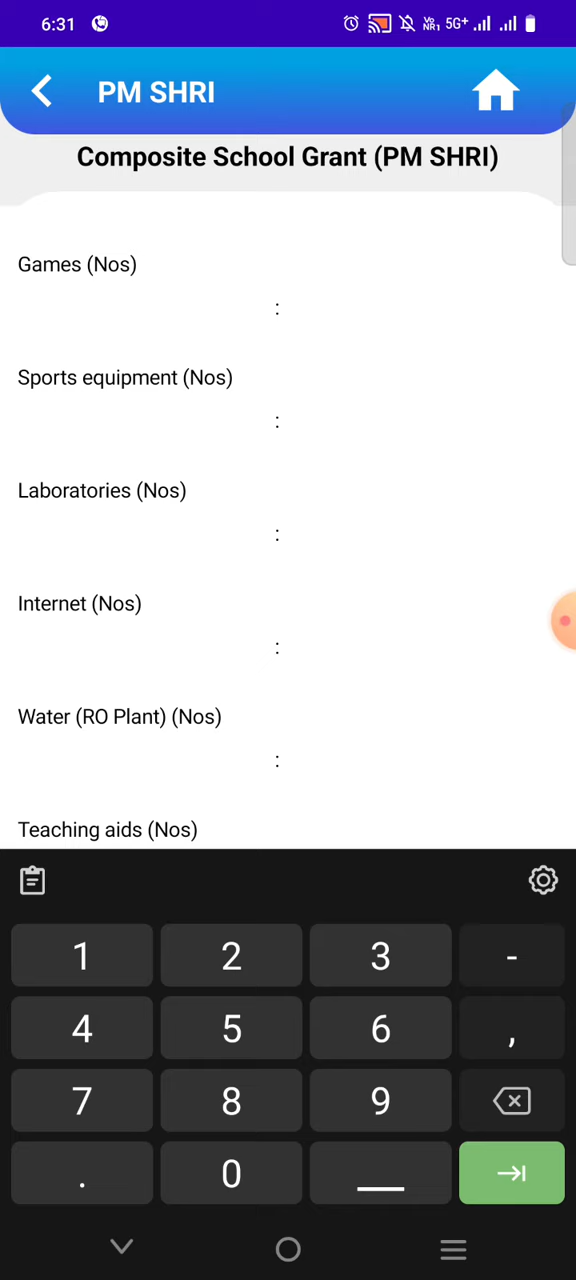 6:31
VoNR1 5G+
PM SHRI
Composite School Grant (PM SHRI)
Games (Nos)
:
Sports equipment (Nos)
:
Laboratories (Nos)
:
Internet (Nos)
:
Water (RO Plant) (Nos)
:
Teaching aids (Nos)
1 2 3 -
4 5 6 ,
7 8 9
. 0